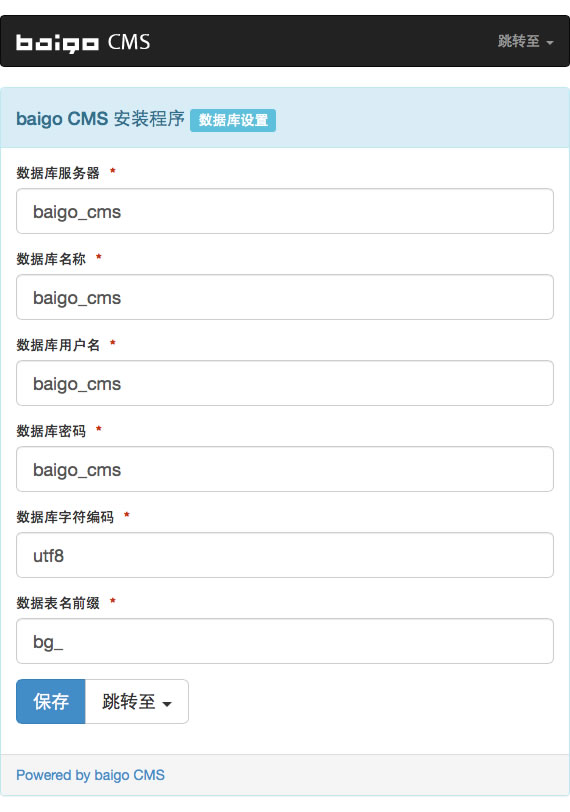 baigo CMS
跳转至
baigo CMS 安装程序 数据库设置
数据库服务器 *
baigo_cms
数据库名称 *
baigo_cms
数据库用户名 *
baigo_cms
数据库密码 *
baigo_cms
数据库字符编码 *
utf8
数据表名前缀 *
bg_
保存 跳转至
Powered by baigo CMS